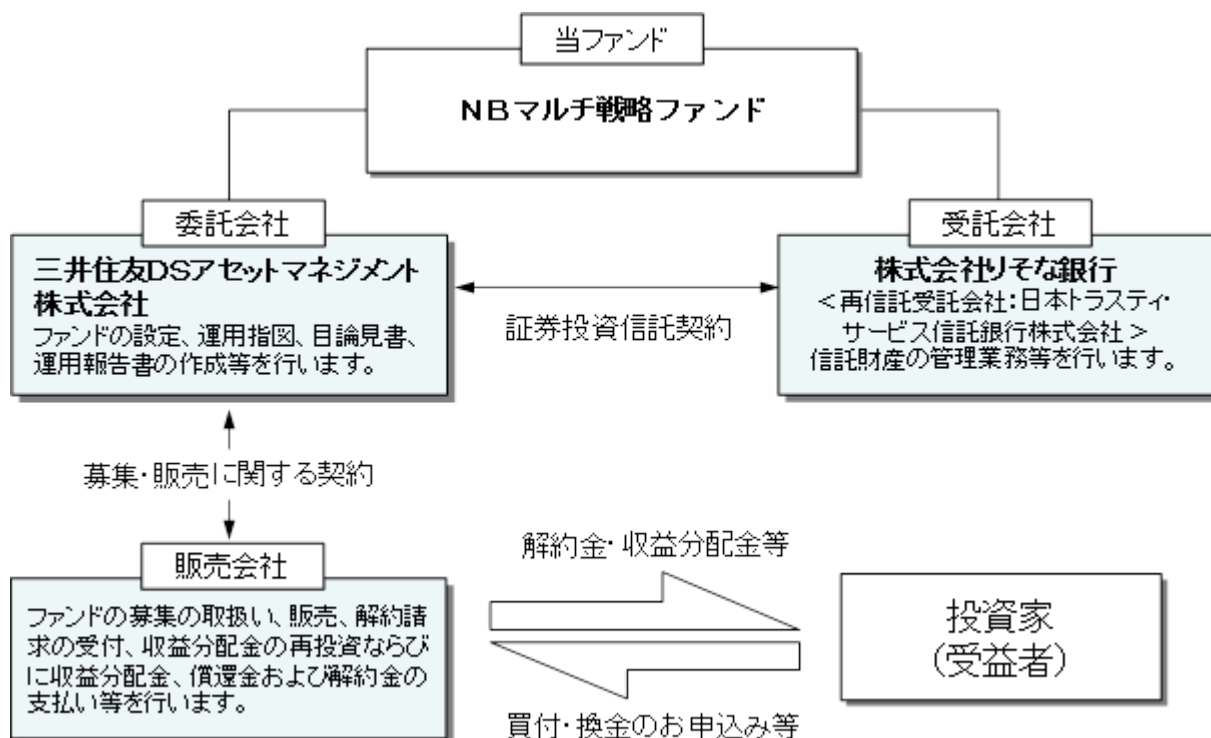 当ファンド
NBマルチ戦略ファンド
委託会社
三井住友DSアセットマネジメント
株式会社
ファンドの設定、運用指図、目論見書、
運用報告書の作成等を行います。
証券投資信託契約
受託会社
株式会社りそな銀行
＜再信託受託会社：日本トラスティ・
サービス信託銀行株式会社＞
信託財産の管理業務等を行います。
募集・販売に関する契約
販売会社
ファンドの募集の取扱い、販売、解約請
求の受付、収益分配金の再投資ならび
に収益分配金、償還金および解約金の
支払い等を行います。
解約金・収益分配金等
買付・換金のお申込み等
投資家
（受益者）